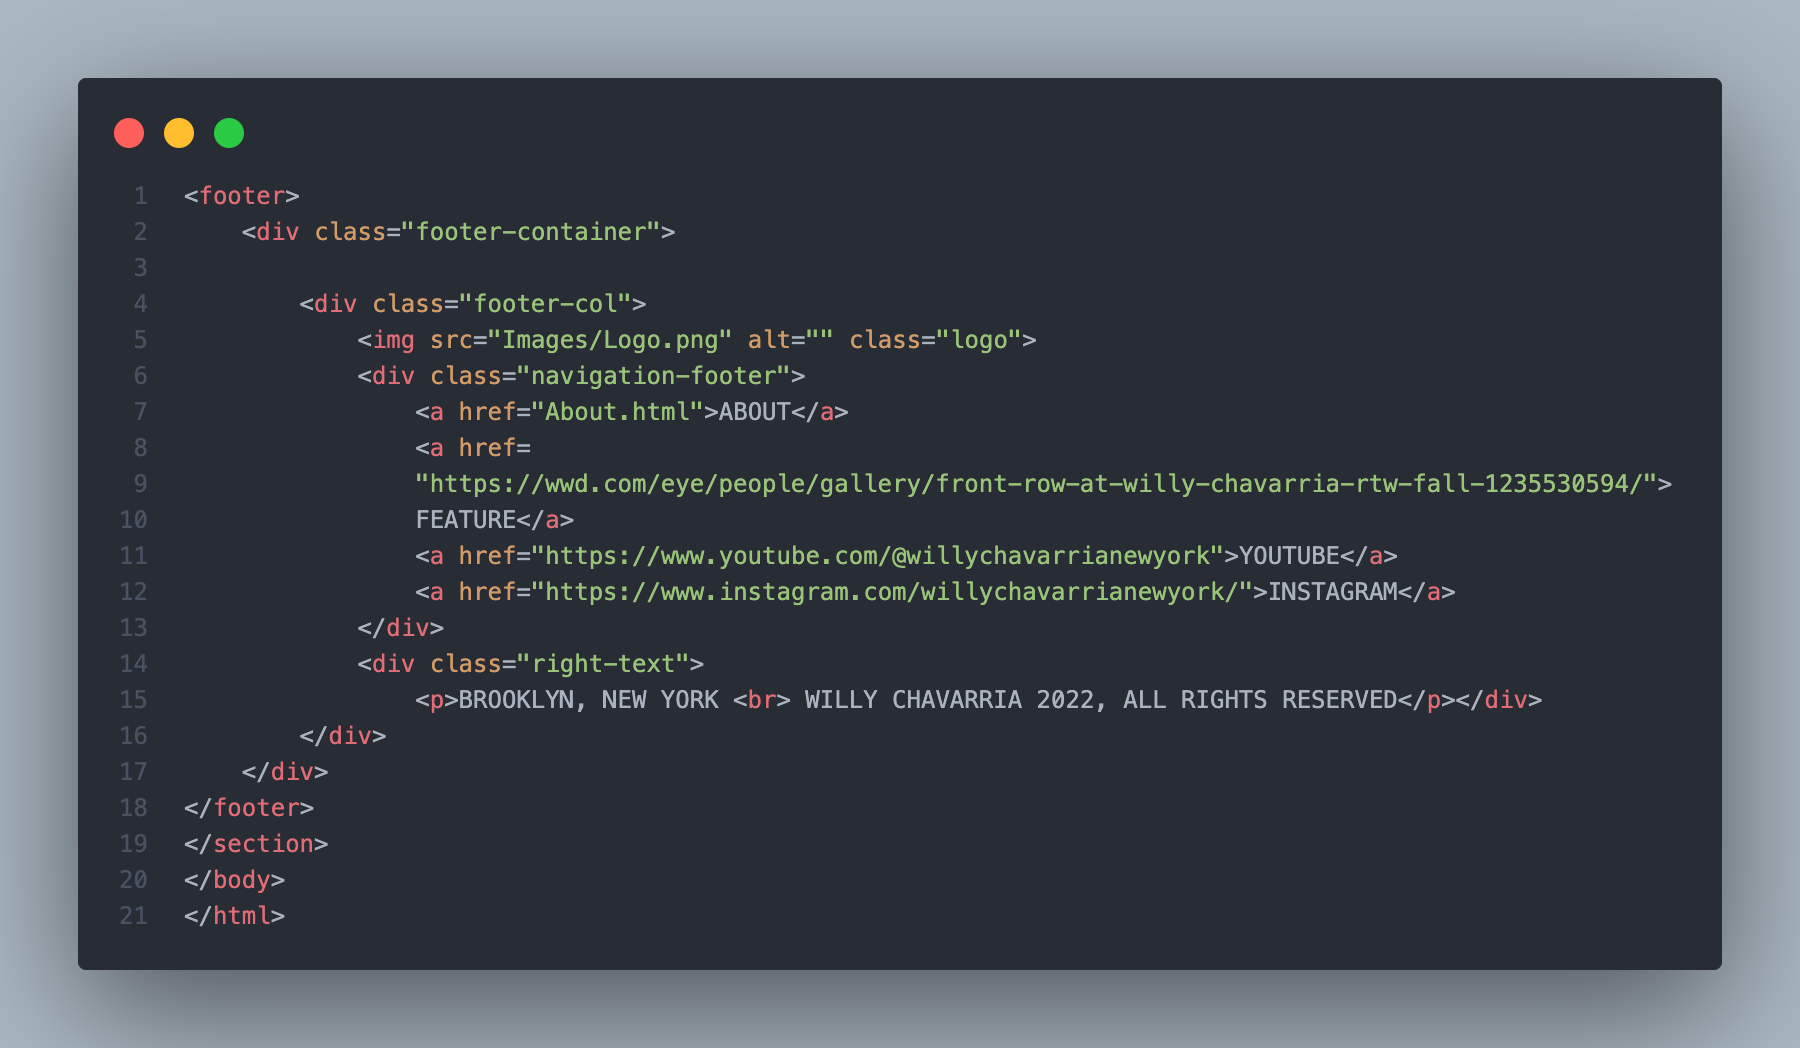 1 <footer>
2     <div class="footer-container">
3
4         <div class="footer-col">
5             <img src="Images/Logo.png" alt="" class="logo">
6             <div class="navigation-footer">
7                 <a href="About.html">ABOUT</a>
8                 <a href=
9                 "https://wwd.com/eye/people/gallery/front-row-at-willy-chavarria-rtw-fall-1235530594/">
10                 FEATURE</a>
11                 <a href="https://www.youtube.com/@willychavarrianewyork">YOUTUBE</a>
12                 <a href="https://www.instagram.com/willychavarrianewyork/">INSTAGRAM</a>
13             </div>
14             <div class="right-text">
15                 <p>BROOKLYN, NEW YORK <br> WILLY CHAVARRIA 2022, ALL RIGHTS RESERVED</p></div>
16         </div>
17     </div>
18 </footer>
19 </section>
20 </body>
21 </html>